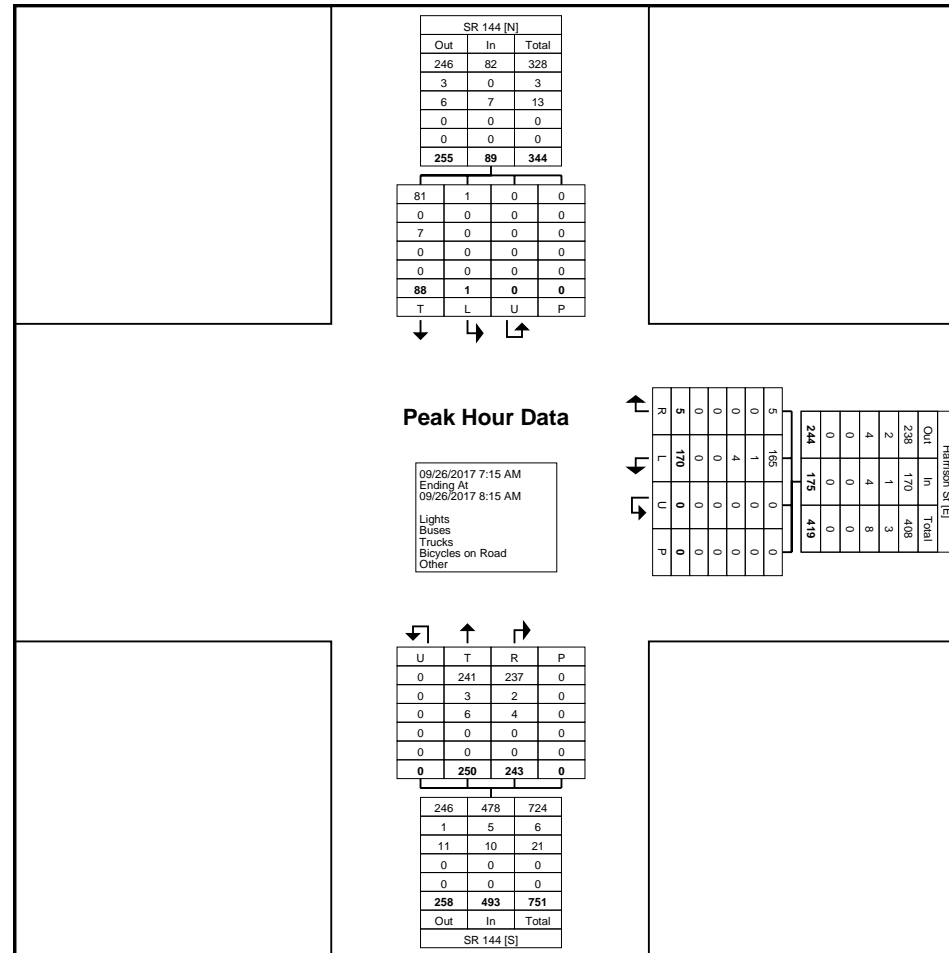 SR 144 [N]
Out In Total
246 82 328
3 0 3
6 7 13
0 0 0
0 0 0
255 89 344
81 1 0 0
0 0 0 0
7 0 0 0
0 0 0 0
0 0 0 0
88 1 0 0
T L U P
Peak Hour Data
09/26/2017 7:15 AM
Ending At
09/26/2017 8:15 AM
Lights
Buses
Trucks
Bicycles on Road
Other
R 5 0 0 0 0 5
L 170 0 0 4 1 165
U 0 0 0 0 0 0
P 0 0 0 0 0 0
244 0 0 4 2 238 Out
175 0 0 4 1 170 In
419 0 0 8 3 408 Total
Harrison St [E]
U T R P
0 241 237 0
0 3 2 0
0 6 4 0
0 0 0 0
0 0 0 0
0 250 243 0
246 478 724
1 5 6
11 10 21
0 0 0
0 0 0
258 493 751
Out In Total
SR 144 [S]